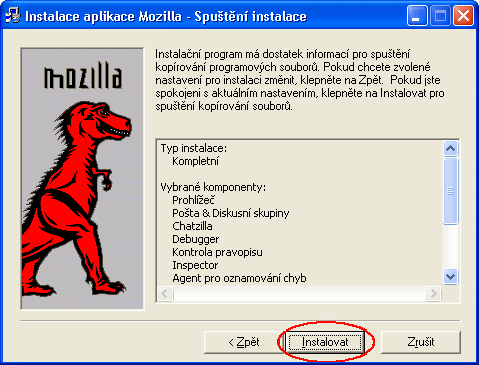 Instalace aplikace Mozilla - Spuštění instalace
mozilla
Instalační program má dostatek informací pro spuštění
kopírování programových souborů. Pokud chcete zvolené
nastavení pro instalaci změnit, klepněte na Zpět. Pokud jste
spokojeni s aktuálním nastavením, klepněte na Instalovat pro
spuštění kopírování souborů.
Typ instalace:
Kompletní
Vybrané komponenty:
Prohlížeč
Pošta & Diskusní skupiny
Chatzilla
Debugger
Kontrola pravopisu
Inspector
Agent pro oznamování chyb
< Zpět
Instalovat
Zrušit